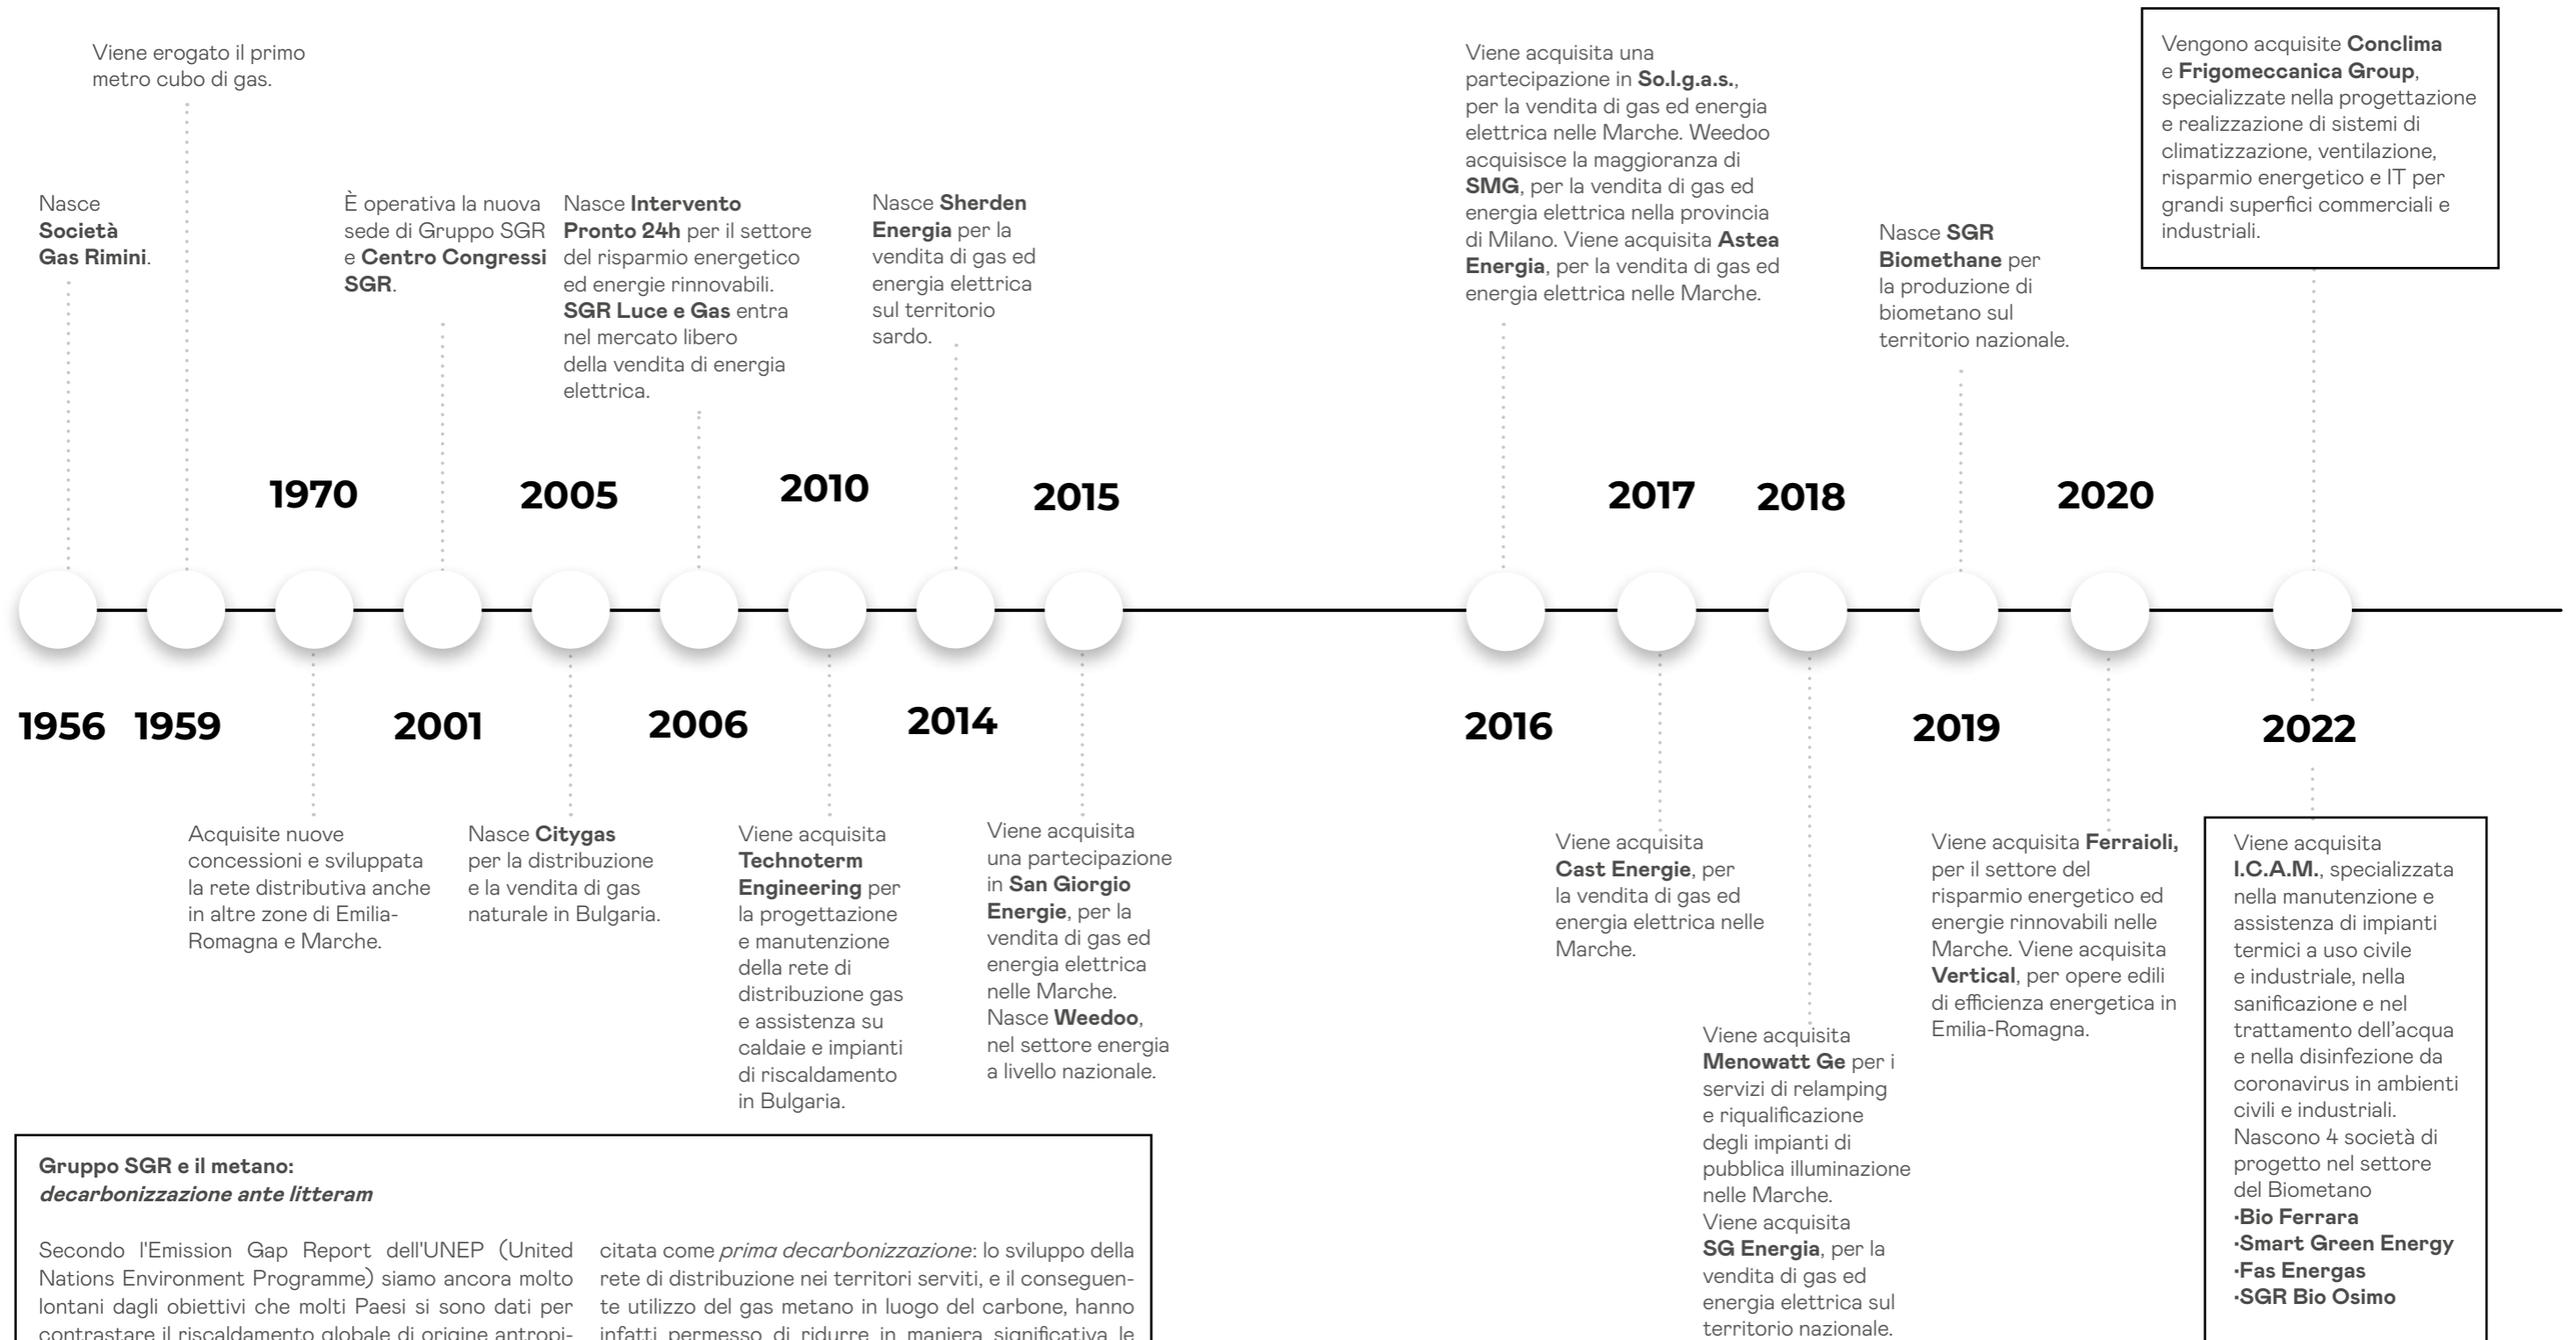 Viene erogato il primo
metro cubo di gas.
Nasce
Società
Gas Rimini.
È operativa la nuova
sede di Gruppo SGR
e Centro Congressi
SGR.
Nasce Intervento
Pronto 24h per il settore
del risparmio energetico
ed energie rinnovabili.
SGR Luce e Gas entra
nel mercato libero
della vendita di energia
elettrica.
Nasce Sherden
Energia per la
vendita di gas ed
energia elettrica
sul territorio
sardo.
Viene acquisita una
partecipazione in So.l.g.a.s.,
per la vendita di gas ed energia
elettrica nelle Marche. Weedoo
acquisisce la maggioranza di
SMG, per la vendita di gas ed
energia elettrica nella provincia
di Milano. Viene acquisita Astea
Energia, per la vendita di gas ed
energia elettrica nelle Marche.
Nasce SGR
Biomethane per
la produzione di
biometano sul
territorio nazionale.
Vengono acquisite Conclima
e Frigomeccanica Group,
specializzate nella progettazione
e realizzazione di sistemi di
climatizzazione, ventilazione,
risparmio energetico e IT per
grandi superfici commerciali e
industriali.
1970
2005
2010
2015
2017
2018
2020
1956
1959
2001
2006
2014
2016
2019
2022
Acquisite nuove
concessioni e sviluppata
la rete distributiva anche
in altre zone di Emilia-
Romagna e Marche.
Nasce Citygas
per la distribuzione
e la vendita di gas
naturale in Bulgaria.
Viene acquisita
Technoterm
Engineering per
la progettazione
e manutenzione
della rete di
distribuzione gas
e assistenza su
caldaie e impianti
di riscaldamento
in Bulgaria.
Viene acquisita
una partecipazione
in San Giorgio
Energie, per la
vendita di gas ed
energia elettrica
nelle Marche.
Nasce Weedoo,
nel settore energia
a livello nazionale.
Viene acquisita
Cast Energie, per
la vendita di gas ed
energia elettrica nelle
Marche.
Viene acquisita
Menowatt Ge per i
servizi di relamping
e riqualificazione
degli impianti di
pubblica illuminazione
nelle Marche.
Viene acquisita
SG Energia, per la
vendita di gas ed
energia elettrica sul
territorio nazionale.
Viene acquisita Ferraioli,
per il settore del
risparmio energetico ed
energie rinnovabili nelle
Marche. Viene acquisita
Vertical, per opere edili
di efficienza energetica in
Emilia-Romagna.
Viene acquisita
I.C.A.M., specializzata
nella manutenzione e
assistenza di impianti
termici a uso civile
e industriale, nella
sanificazione e nel
trattamento dell'acqua
e nella disinfezione da
coronavirus in ambienti
civili e industriali.
Nascono 4 società di
progetto nel settore
del Biometano
·Bio Ferrara
·Smart Green Energy
·Fas Energas
·SGR Bio Osimo
Gruppo SGR e il metano:
decarbonizzazione ante litteram
Secondo l'Emission Gap Report dell'UNEP (United
Nations Environment Programme) siamo ancora molto
lontani dagli obiettivi che molti Paesi si sono dati per
contrastare il riscaldamento globale di origine antropi-
citata come prima decarbonizzazione: lo sviluppo della
rete di distribuzione nei territori serviti, e il conseguen-
te utilizzo del gas metano in luogo del carbone, hanno
infatti permesso di ridurre in maniera significativa le